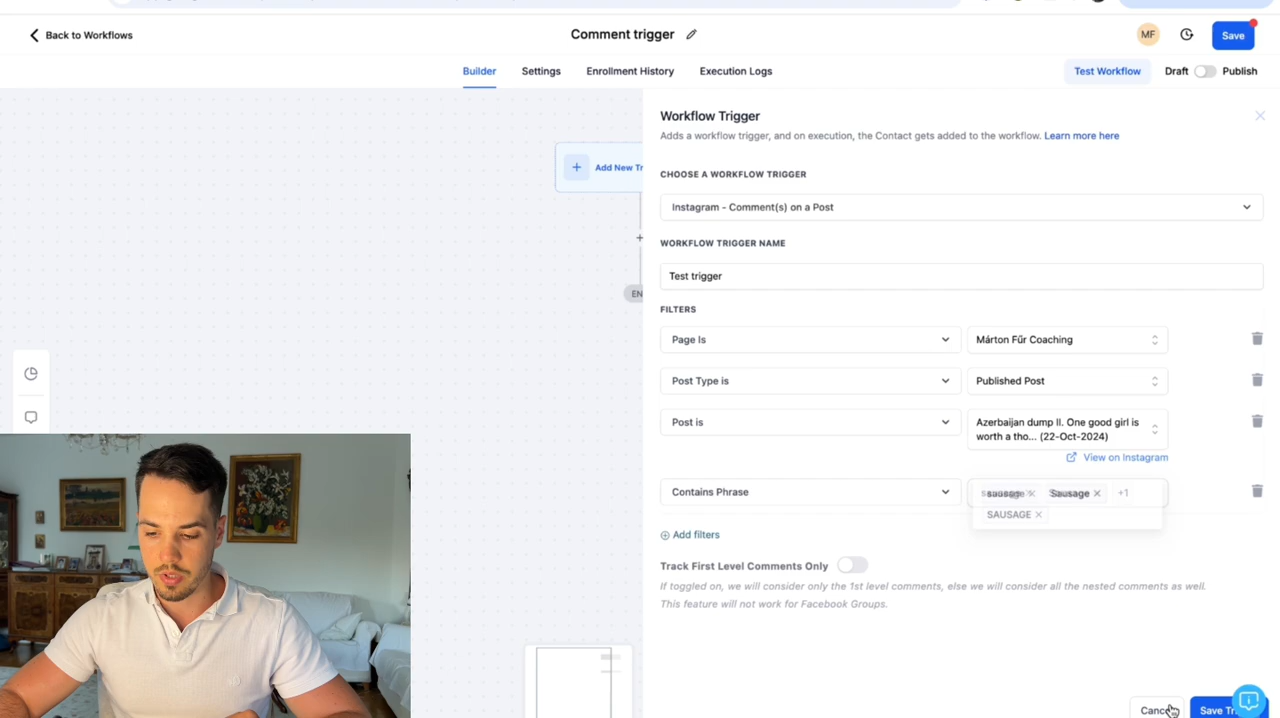 Back to Workflows
Comment trigger
MF
Save
Builder
Settings
Enrollment History
Execution Logs
Test Workflow
Draft
Publish
Workflow Trigger
Adds a workflow trigger, and on execution, the Contact gets added to the workflow. Learn more here
Add New Tr
CHOOSE A WORKFLOW TRIGGER
Instagram - Comment(s) on a Post
WORKFLOW TRIGGER NAME
EN
Test trigger
FILTERS
Page Is
Márton Fűr Coaching
Post Type is
Published Post
Post is
Azerbaijan dump II. One good girl is
worth a tho... (22-Oct-2024)
View on Instagram
Contains Phrase
sausage
Sausage
+1
SAUSAGE
Add filters
Track First Level Comments Only
If toggled on, we will consider only the 1st level comments, else we will consider all the nested comments as well.
This feature will not work for Facebook Groups.
Cancel
Save Tr